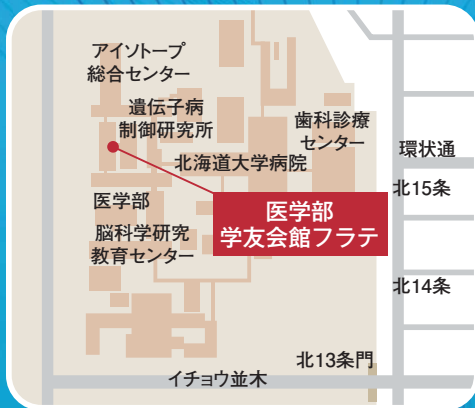 アイソトープ
総合センター
遺伝子病
制御研究所
歯科診療
センター
環状通
北海道大学病院
北15条
医学部
医学部
学友会館フラテ
脳科学研究
教育センター
北14条
北13条門
イチョウ並木